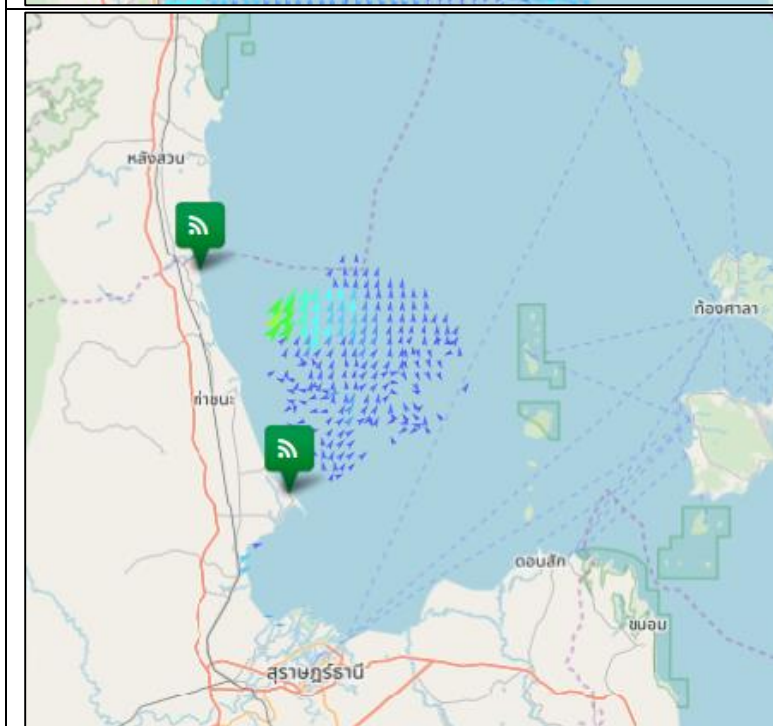 หลังสวน
ท้องศาลา
ท่าชนะ
ดอนสัก
ขนอม
สุราษฎร์ธานี